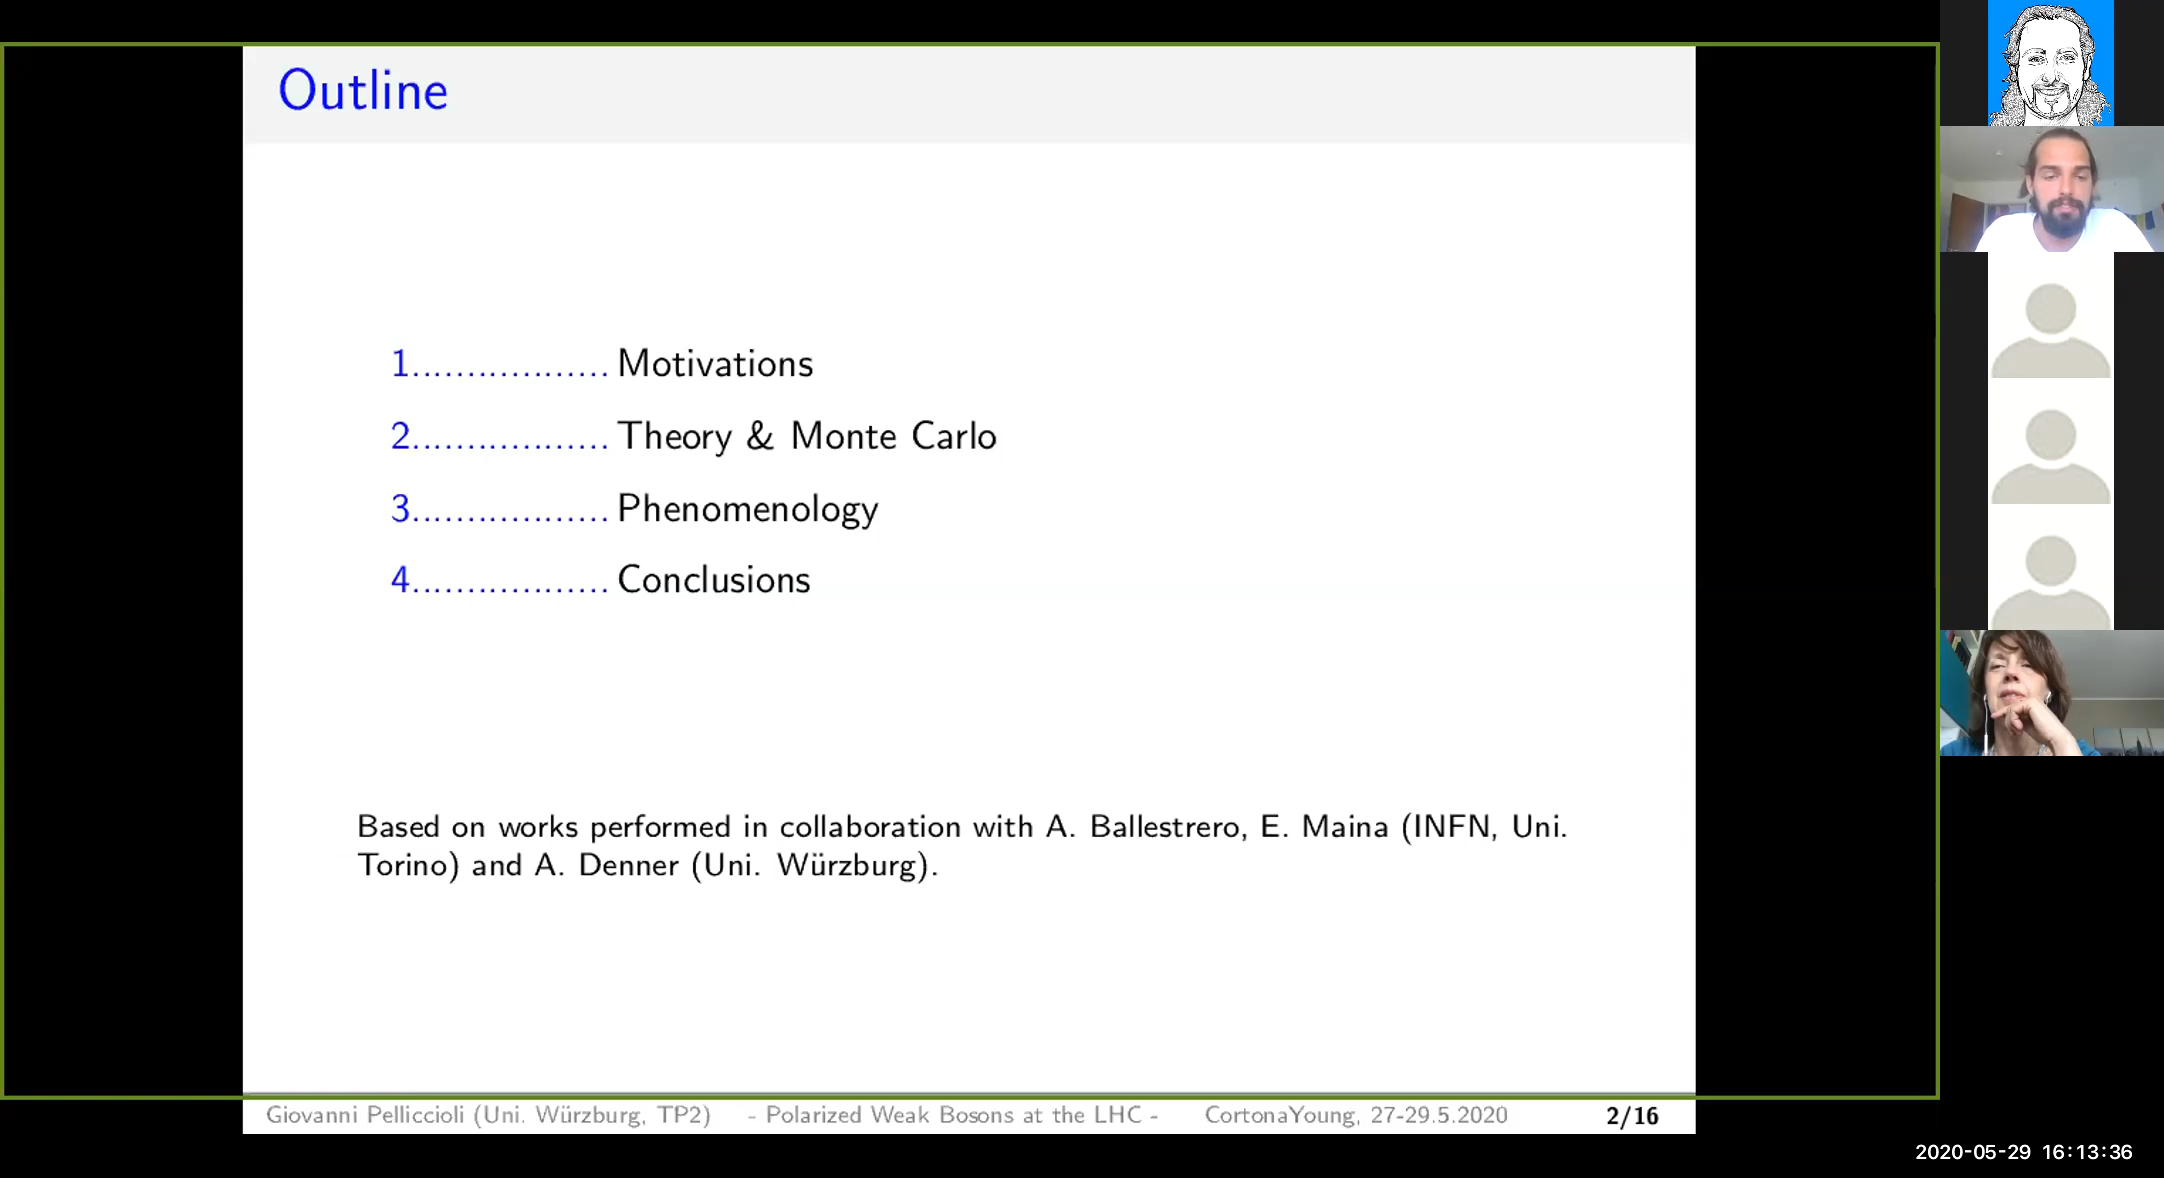 Outline
1.................. Motivations
2.................. Theory & Monte Carlo
3.................. Phenomenology
4.................. Conclusions
Based on works performed in collaboration with A. Ballestrero, E. Maina (INFN, Uni.
Torino) and A. Denner (Uni. Würzburg).
Giovanni Pelliccioli (Uni. Würzburg, TP2) - Polarized Weak Bosons at the LHC - CortonaYoung, 27-29.5.2020 2/16
2020-05-29 16:13:36